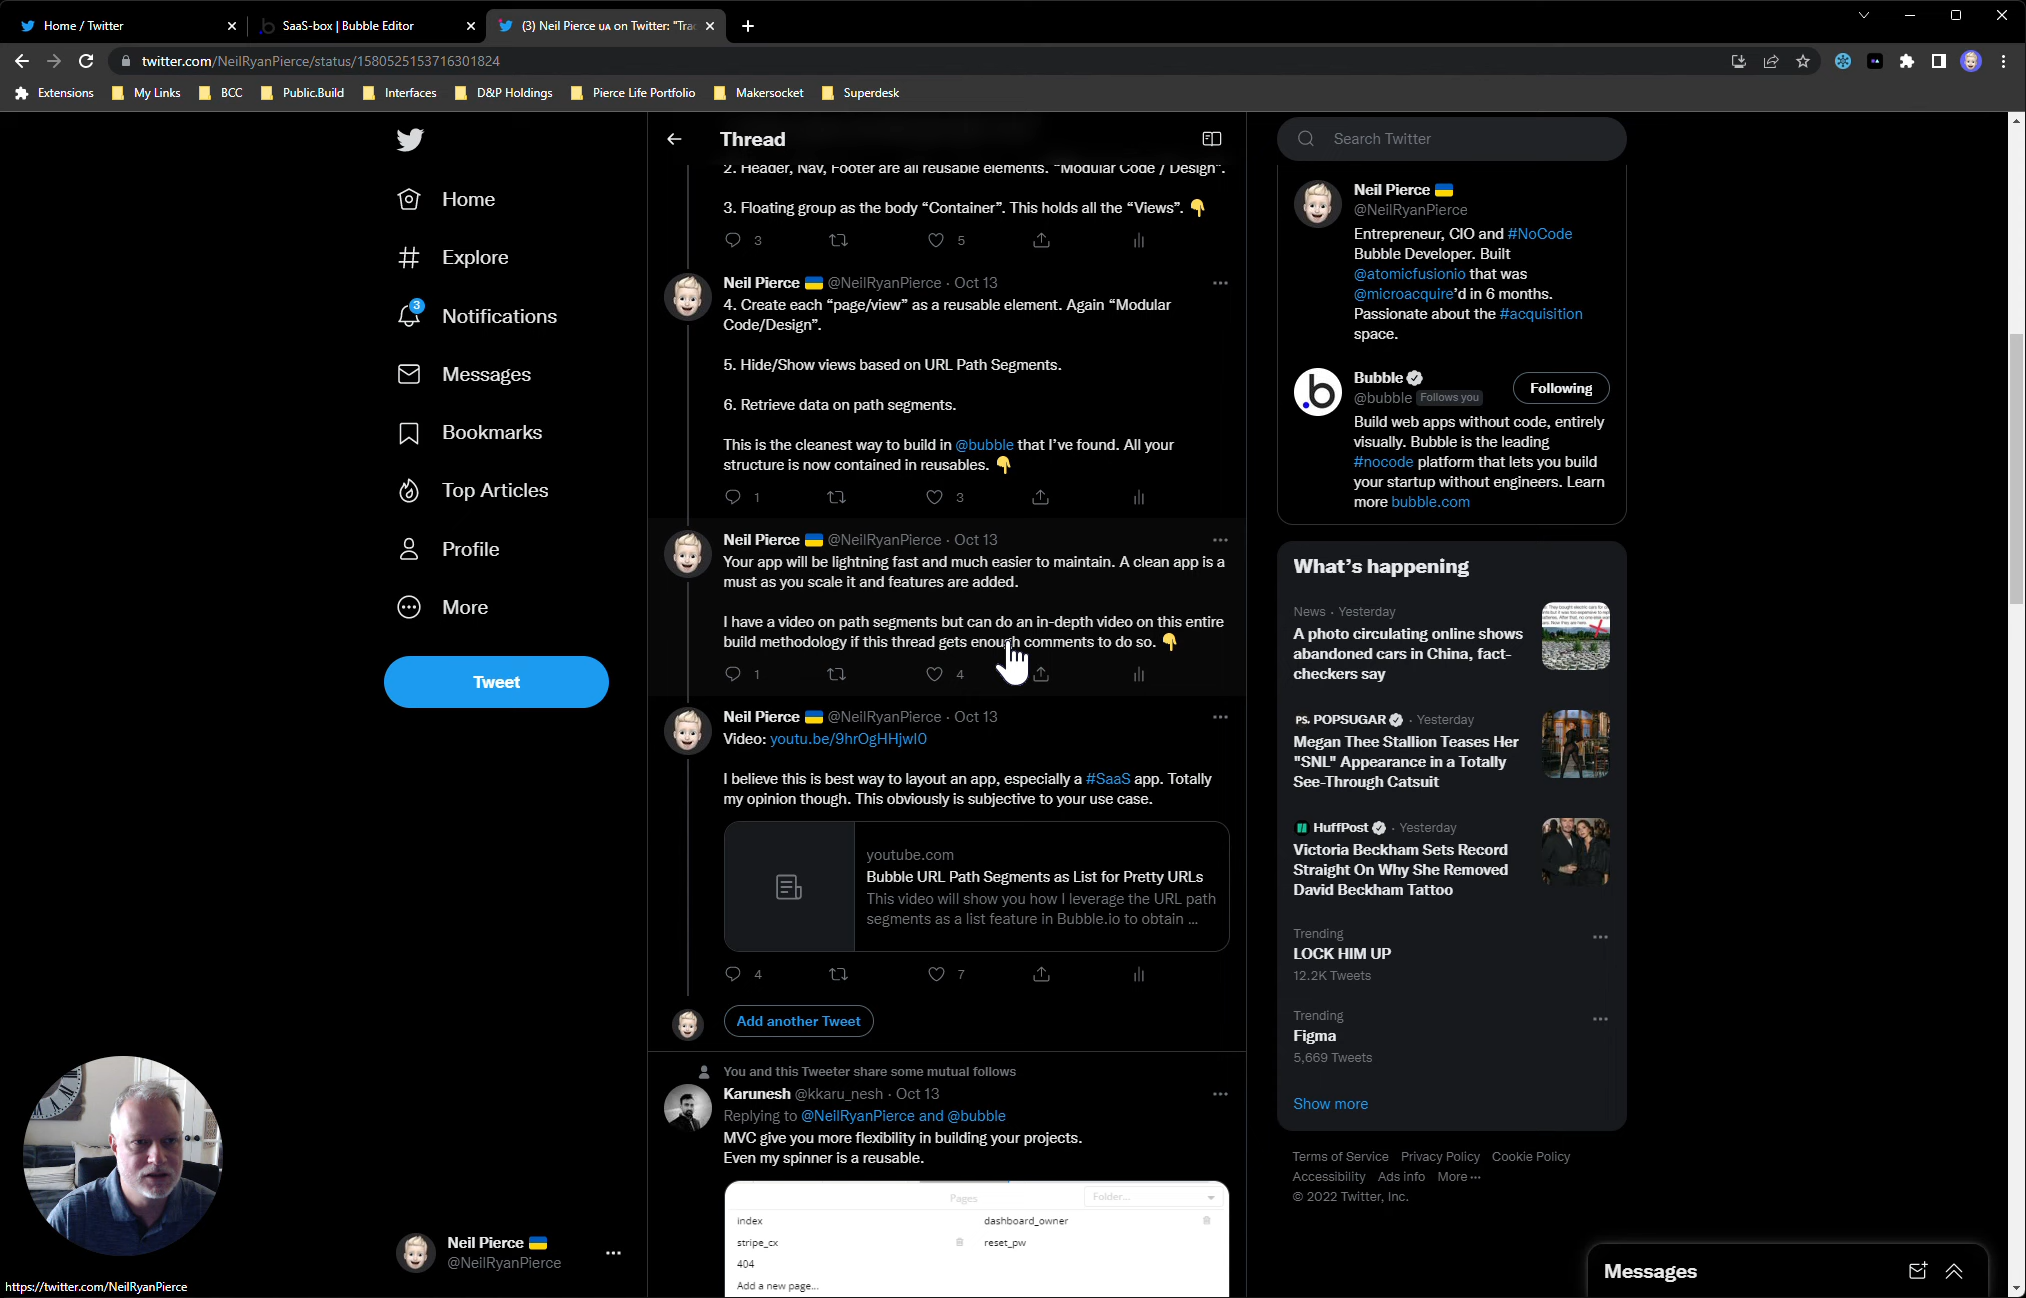 Home / Twitter
SaaS-box | Bubble Editor
(3) Neil Pierce 🇺🇦 on Twitter: "Tra
twitter.com/NeilRyanPierce/status/1580525153716301824
Extensions
My Links
BCC
Public.Build
Interfaces
D&P Holdings
Pierce Life Portfolio
Makersocket
Superdesk
Home
Explore
3
Notifications
Messages
Bookmarks
Top Articles
Profile
More
Tweet
Neil Pierce 🇺🇦
@NeilRyanPierce
https://twitter.com/NeilRyanPierce
Thread
2. Header, Nav, Footer are all reusable elements. "Modular Code / Design".
3. Floating group as the body “Container”. This holds all the “Views”. 👇
3
5
Neil Pierce 🇺🇦 @NeilRyanPierce · Oct 13
4. Create each “page/view” as a reusable element. Again “Modular
Code/Design”.
5. Hide/Show views based on URL Path Segments.
6. Retrieve data on path segments.
This is the cleanest way to build in @bubble that I’ve found. All your
structure is now contained in reusables. 👇
1
3
Neil Pierce 🇺🇦 @NeilRyanPierce · Oct 13
Your app will be lightning fast and much easier to maintain. A clean app is a
must as you scale it and features are added.
I have a video on path segments but can do an in-depth video on this entire
build methodology if this thread gets enough comments to do so. 👇
1
4
Neil Pierce 🇺🇦 @NeilRyanPierce · Oct 13
Video: youtu.be/9hrOgHHjwI0
I believe this is best way to layout an app, especially a #SaaS app. Totally
my opinion though. This obviously is subjective to your use case.
youtube.com
Bubble URL Path Segments as List for Pretty URLs
This video will show you how I leverage the URL path
segments as a list feature in Bubble.io to obtain ...
4
7
Add another Tweet
You and this Tweeter share some mutual follows
Karunesh @kkaru_nesh · Oct 13
Replying to @NeilRyanPierce and @bubble
MVC give you more flexibility in building your projects.
Even my spinner is a reusable.
Pages
Folder...
index
dashboard_owner
stripe_cx
reset_pw
404
Add a new page...
Search Twitter
Neil Pierce 🇺🇦
@NeilRyanPierce
Entrepreneur, CIO and #NoCode
Bubble Developer. Built
@atomicfusionio that was
@microacquire’d in 6 months.
Passionate about the #acquisition
space.
.b
Bubble
@bubble Follows you
Following
Build web apps without code, entirely
visually. Bubble is the leading
#nocode platform that lets you build
your startup without engineers. Learn
more bubble.com
What’s happening
News · Yesterday
A photo circulating online shows
abandoned cars in China, fact-
checkers say
PS. POPSUGAR · Yesterday
Megan Thee Stallion Teases Her
"SNL" Appearance in a Totally
See-Through Catsuit
HuffPost · Yesterday
Victoria Beckham Sets Record
Straight On Why She Removed
David Beckham Tattoo
Trending
LOCK HIM UP
12.2K Tweets
Trending
Figma
5,669 Tweets
Show more
Terms of Service Privacy Policy Cookie Policy
Accessibility Ads info More ···
© 2022 Twitter, Inc.
Messages